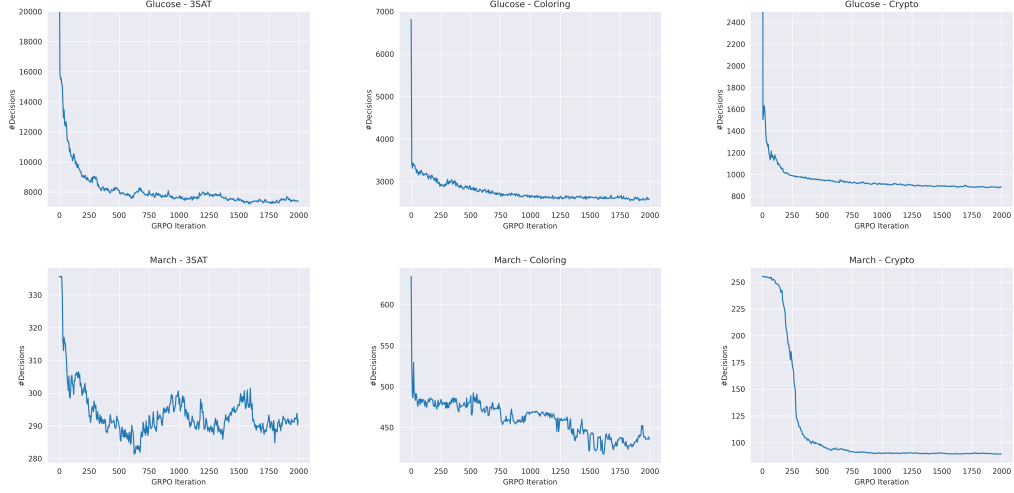 Glucose - 3SAT
20000
18000
16000
14000
12000
10000
8000
#Decisions
0 250 500 750 1000 1250 1500 1750 2000
GRPO Iteration
Glucose - Coloring
7000
6000
5000
4000
3000
#Decisions
0 250 500 750 1000 1250 1500 1750 2000
GRPO Iteration
Glucose - Crypto
2400
2200
2000
1800
1600
1400
1200
1000
800
#Decisions
0 250 500 750 1000 1250 1500 1750 2000
GRPO Iteration
March - 3SAT
330
320
310
300
290
280
#Decisions
0 250 500 750 1000 1250 1500 1750 2000
GRPO Iteration
March - Coloring
600
550
500
450
#Decisions
0 250 500 750 1000 1250 1500 1750 2000
GRPO Iteration
March - Crypto
250
225
200
175
150
125
100
#Decisions
0 250 500 750 1000 1250 1500 1750 2000
GRPO Iteration